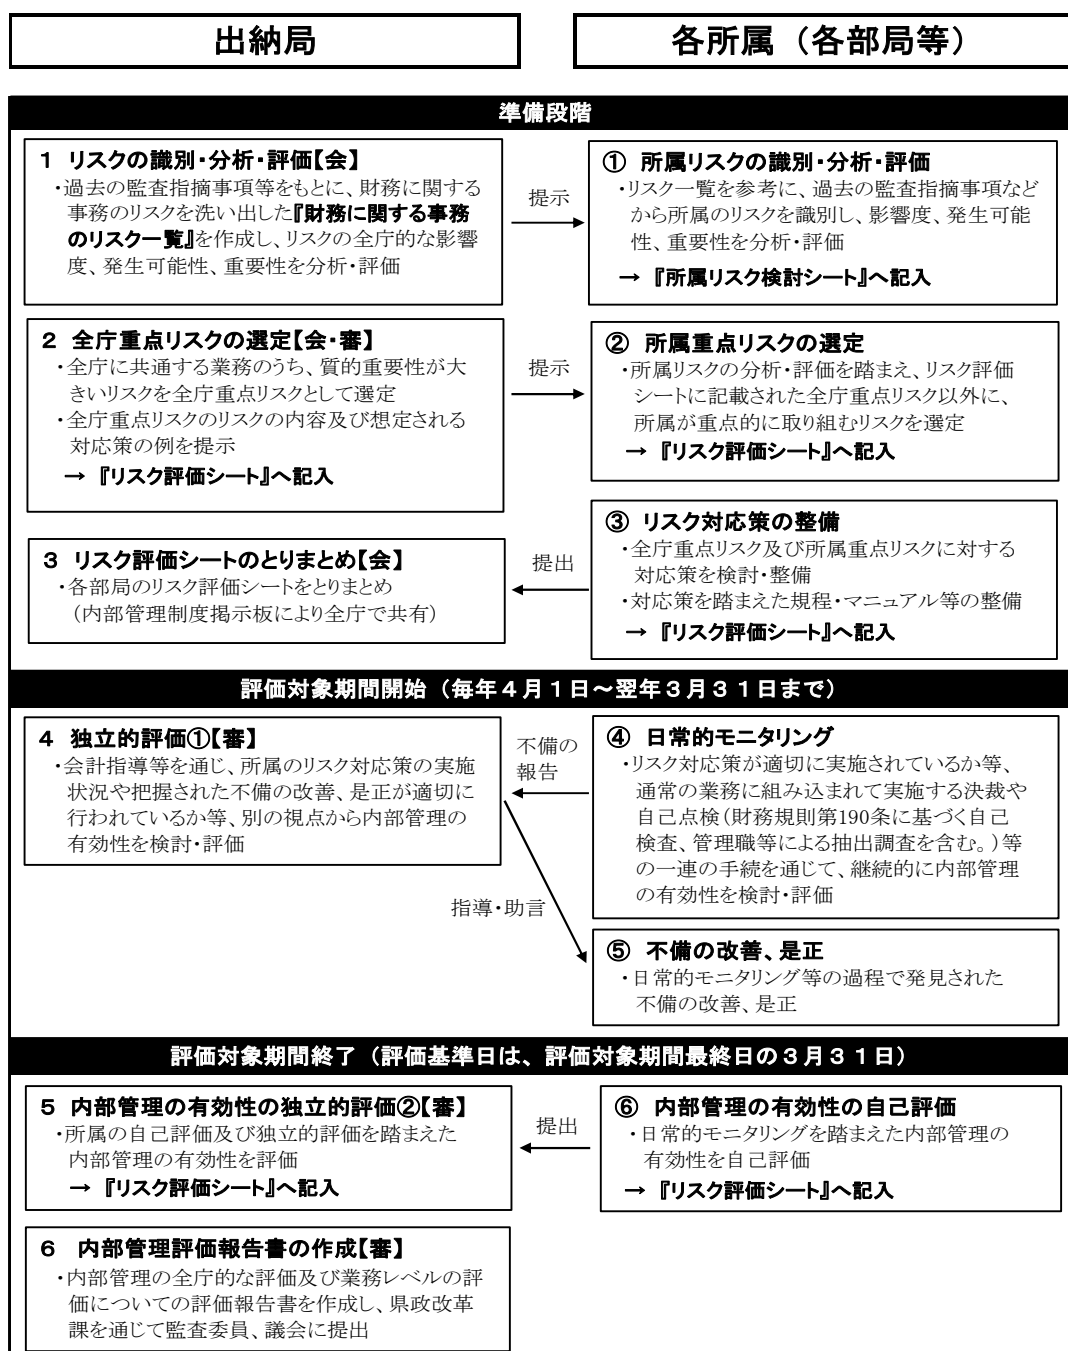 出納局
各所属（各部局等）
準備段階
１　リスクの識別・分析・評価【会】
・過去の監査指摘事項等をもとに、財務に関する
事務のリスクを洗い出した『財務に関する事務
のリスク一覧』を作成し、リスクの全庁的な影響
度、発生可能性、重要性を分析・評価
提示
①　所属リスクの識別・分析・評価
・リスク一覧を参考に、過去の監査指摘事項など
から所属のリスクを識別し、影響度、発生可能
性、重要性を分析・評価
→ 『所属リスク検討シート』へ記入
２　全庁重点リスクの選定【会・審】
・全庁に共通する業務のうち、質的重要性が大
きいリスクを全庁重点リスクとして選定
・全庁重点リスクのリスクの内容及び想定される
対応策の例を提示
→ 『リスク評価シート』へ記入
提示
②　所属重点リスクの選定
・所属リスクの分析・評価を踏まえ、リスク評価
シートに記載された全庁重点リスク以外に、
所属が重点的に取り組むリスクを選定
→ 『リスク評価シート』へ記入
３　リスク評価シートのとりまとめ【会】
・各部局のリスク評価シートをとりまとめ
（内部管理制度掲示板により全庁で共有）
提出
③　リスク対応策の整備
・全庁重点リスク及び所属重点リスクに対する
対応策を検討・整備
・対応策を踏まえた規程・マニュアル等の整備
→ 『リスク評価シート』へ記入
評価対象期間開始（毎年４月１日～翌年３月３１日まで）
４　独立的評価①【審】
・会計指導等を通じ、所属のリスク対応策の実施
状況や把握された不備の改善、是正が適切に
行われているか等、別の視点から内部管理の
有効性を検討・評価
不備の
報告
④　日常的モニタリング
・リスク対応策が適切に実施されているか等、
通常の業務に組み込まれて実施する決裁や
自己点検（財務規則第190条に基づく自己
検査、管理職等による抽出調査を含む。）等
の一連の手続を通じて、継続的に内部管理
の有効性を検討・評価
指導・助言
⑤　不備の改善、是正
・日常的モニタリング等の過程で発見された
不備の改善、是正
評価対象期間終了（評価基準日は、評価対象期間最終日の３月３１日）
５　内部管理の有効性の独立的評価②【審】
・所属の自己評価及び独立的評価を踏まえた
内部管理の有効性を評価
→ 『リスク評価シート』へ記入
提出
⑥　内部管理の有効性の自己評価
・日常的モニタリングを踏まえた内部管理の
有効性を自己評価
→ 『リスク評価シート』へ記入
６　内部管理評価報告書の作成【審】
・内部管理の全庁的な評価及び業務レベルの評
価についての評価報告書を作成し、県政改革
課を通じて監査委員、議会に提出